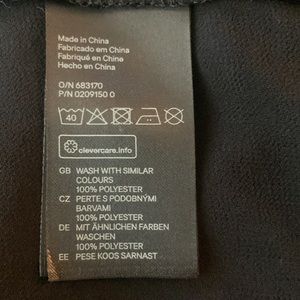 Made in China
Fabricado em China
Fabriqué en China
Hecho en China
O/N 683170
P/N 0209150 0
40
clevercare.info
GB WASH WITH SIMILAR
COLOURS
100% POLYESTER
CZ PERTE S PODOBNÝMI
BARVAMI
100% POLYESTER
DE MIT ÄHNLICHEN FARBEN
WASCHEN
100% POLYESTER
EE PESE KOOS SARNAST